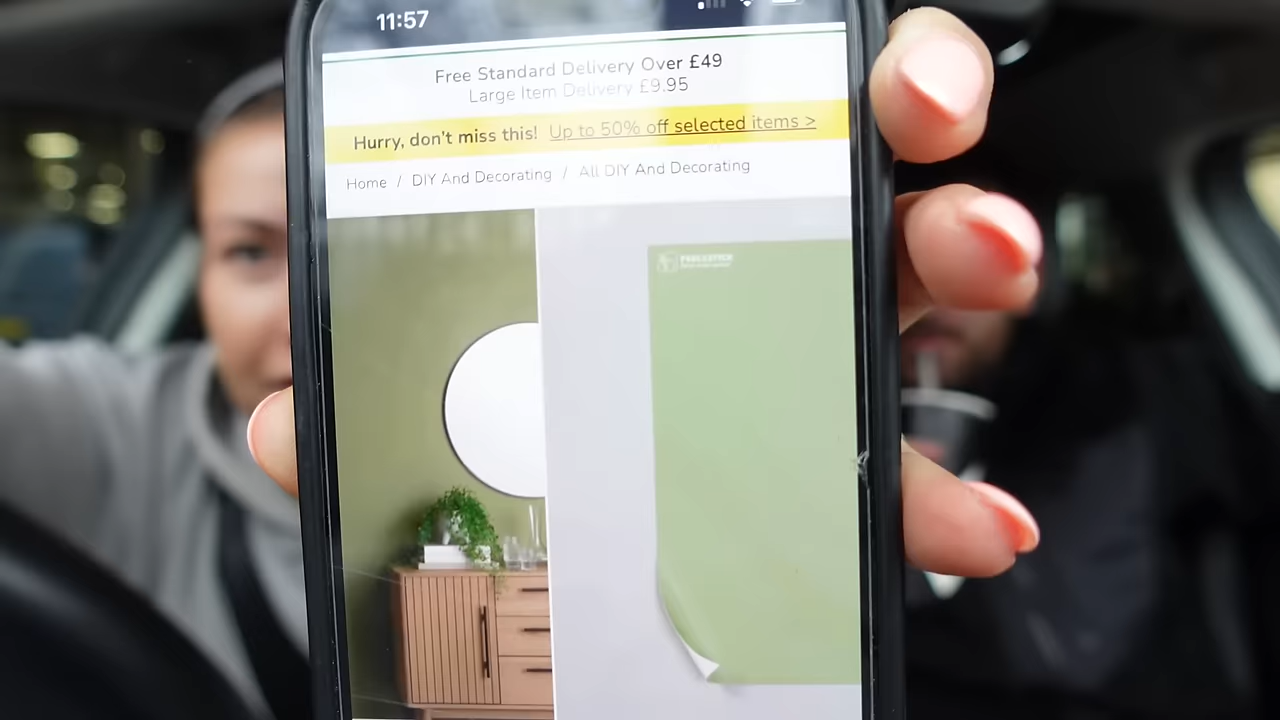 11:57
Free Standard Delivery Over £49
Large Item Delivery £9.95
Hurry, don't miss this! Up to 50% off selected items >
Home / DIY And Decorating / All DIY And Decorating